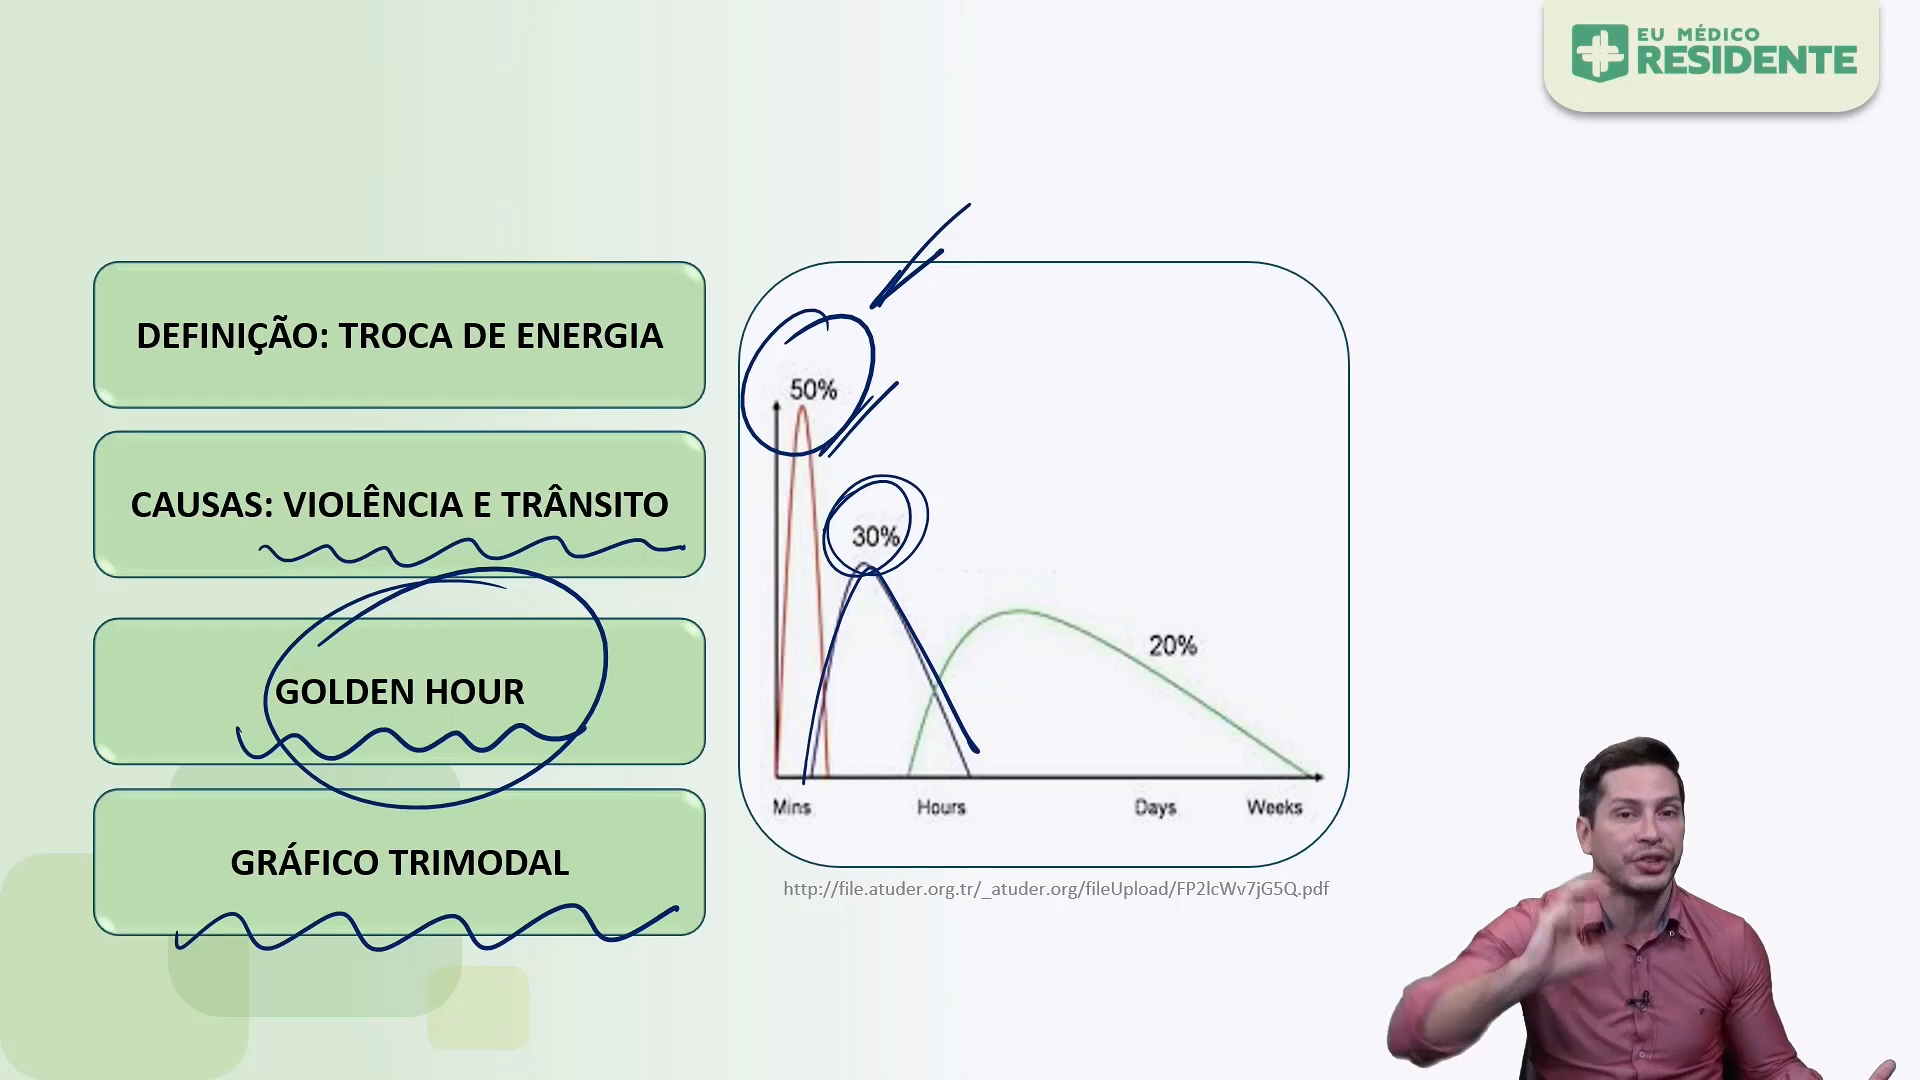 EU MÉDICO
RESIDENTE
DEFINIÇÃO: TROCA DE ENERGIA
CAUSAS: VIOLÊNCIA E TRÂNSITO
GOLDEN HOUR
GRÁFICO TRIMODAL
50%
30%
20%
Mins Hours Days Weeks
http://file.atuder.org.tr/_atuder.org/fileUpload/FP2lcWv7jG5Q.pdf